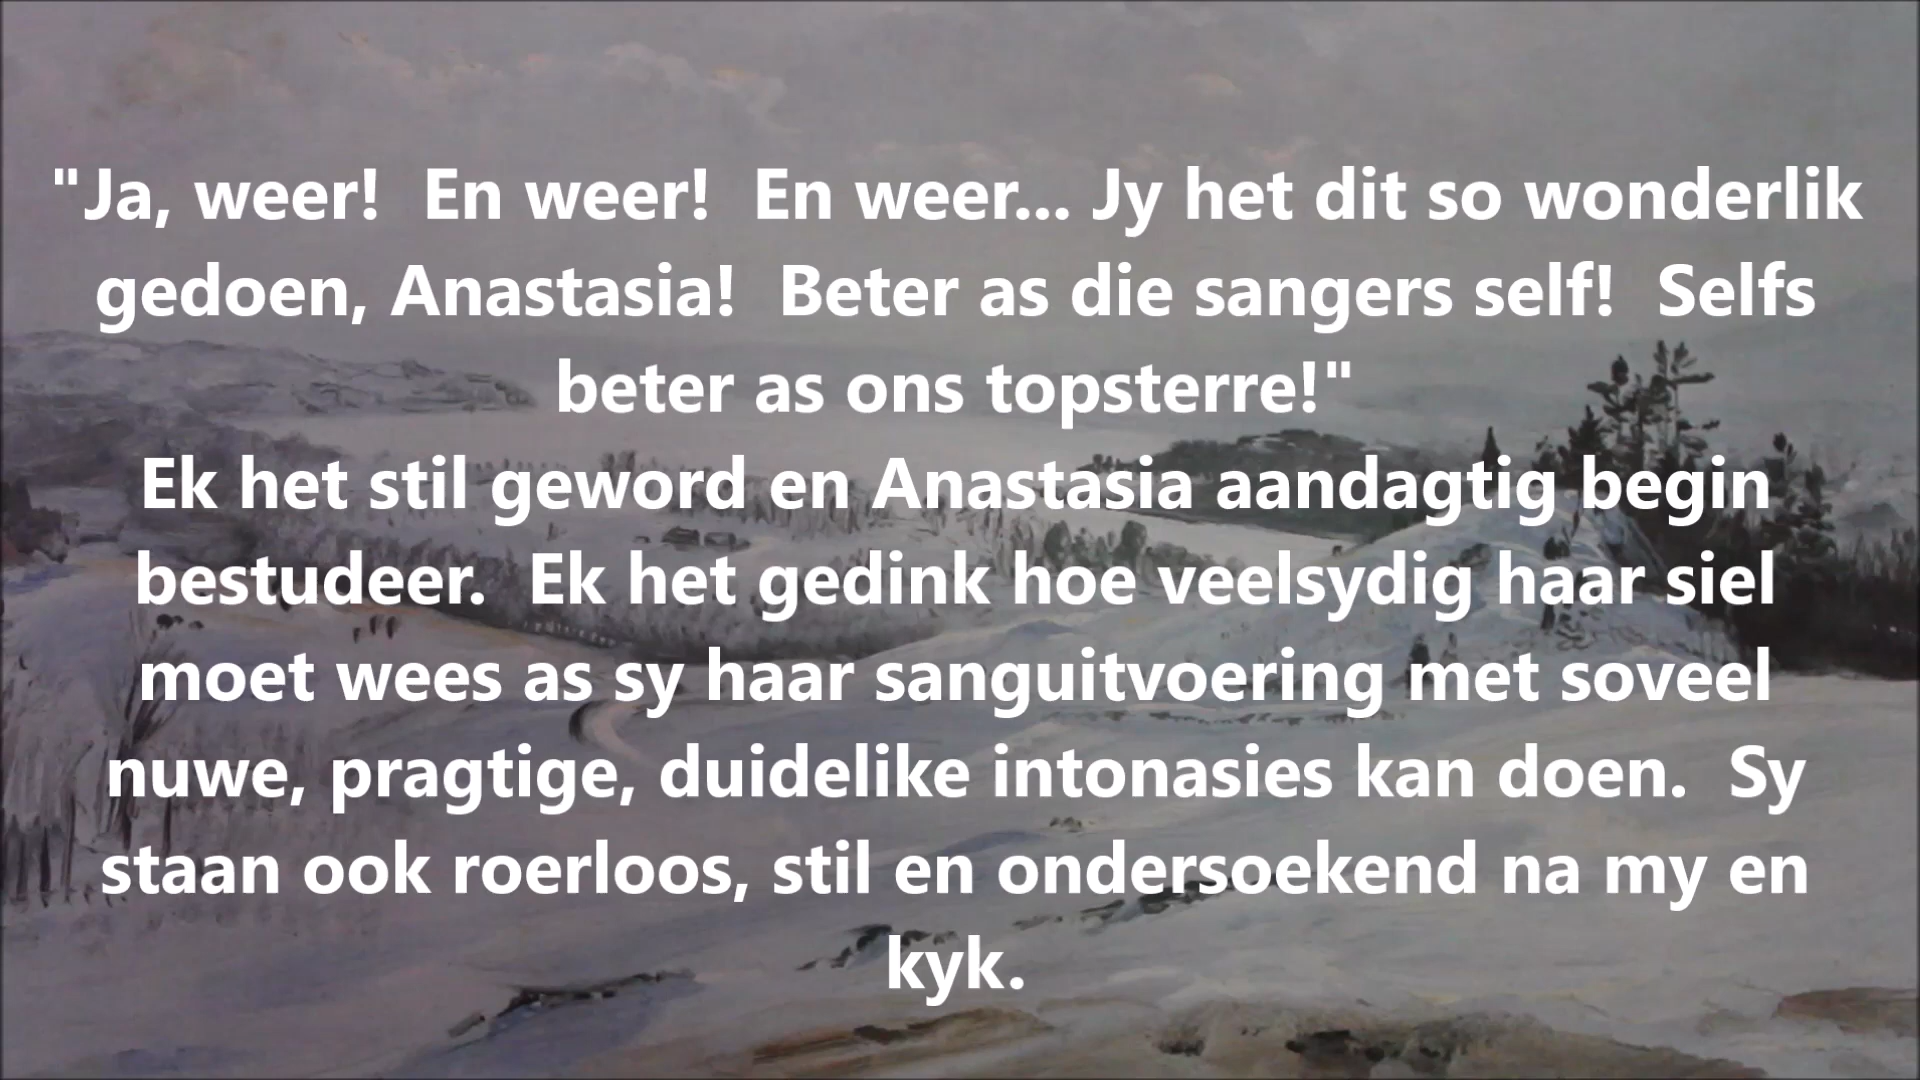 "Ja, weer!  En weer!  En weer... Jy het dit so wonderlik
gedoen, Anastasia!  Beter as die sangers self!  Selfs
beter as ons topsterre!"
Ek het stil geword en Anastasia aandagtig begin
bestudeer.  Ek het gedink hoe veelsydig haar siel
moet wees as sy haar sanguitvoering met soveel
nuwe, pragtige, duidelike intonasies kan doen.  Sy
staan ook roerloos, stil en ondersoekend na my en
kyk.